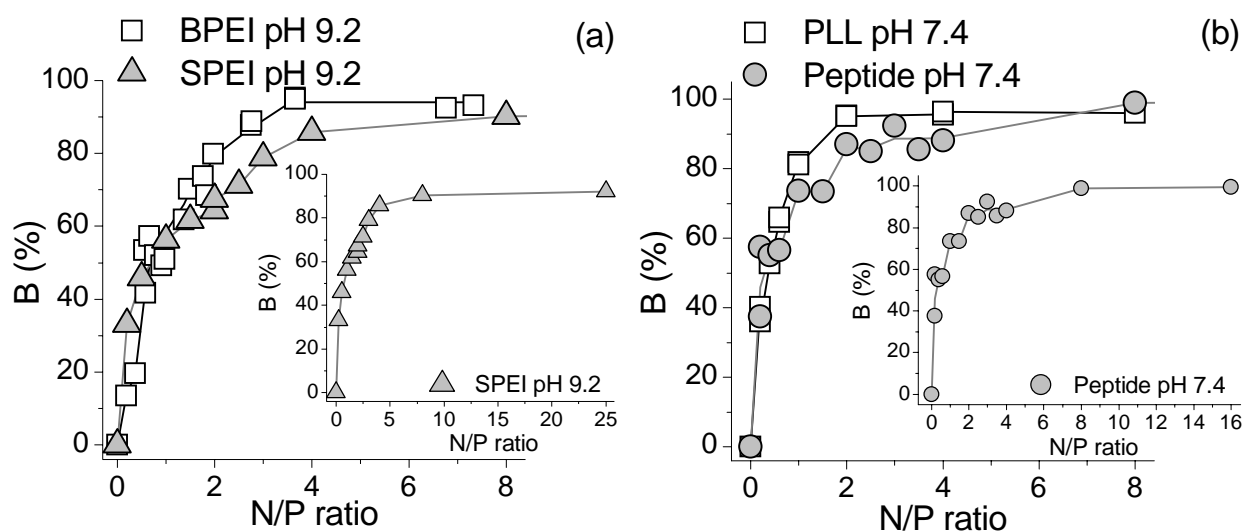 BPEI pH 9.2
SPEI pH 9.2
(a)
B (%)
100
80
60
40
20
0
0 2 4 6 8
N/P ratio
B (%)
100
80
60
40
20
0
SPEI pH 9.2
0 5 10 15 20 25
N/P ratio
PLL pH 7.4
Peptide pH 7.4
(b)
B (%)
100
80
60
40
20
0
0 2 4 6 8
N/P ratio
B (%)
100
80
60
40
20
0
Peptide pH 7.4
0 2 4 6 8 10 12 14 16
N/P ratio